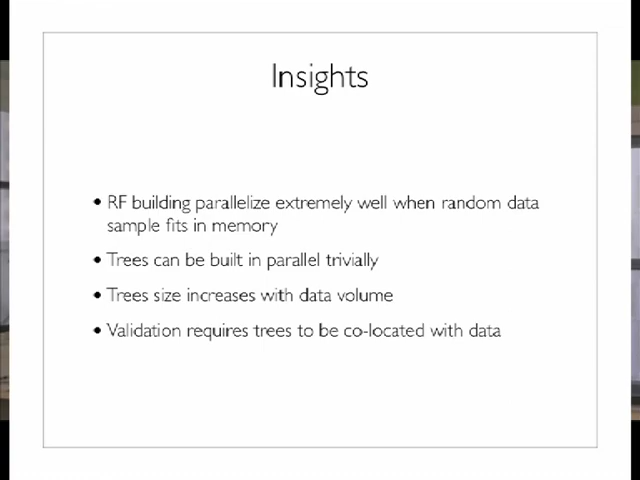 Insights
• RF building parallelize extremely well when random data
sample fits in memory
• Trees can be built in parallel trivially
• Trees size increases with data volume
• Validation requires trees to be co-located with data